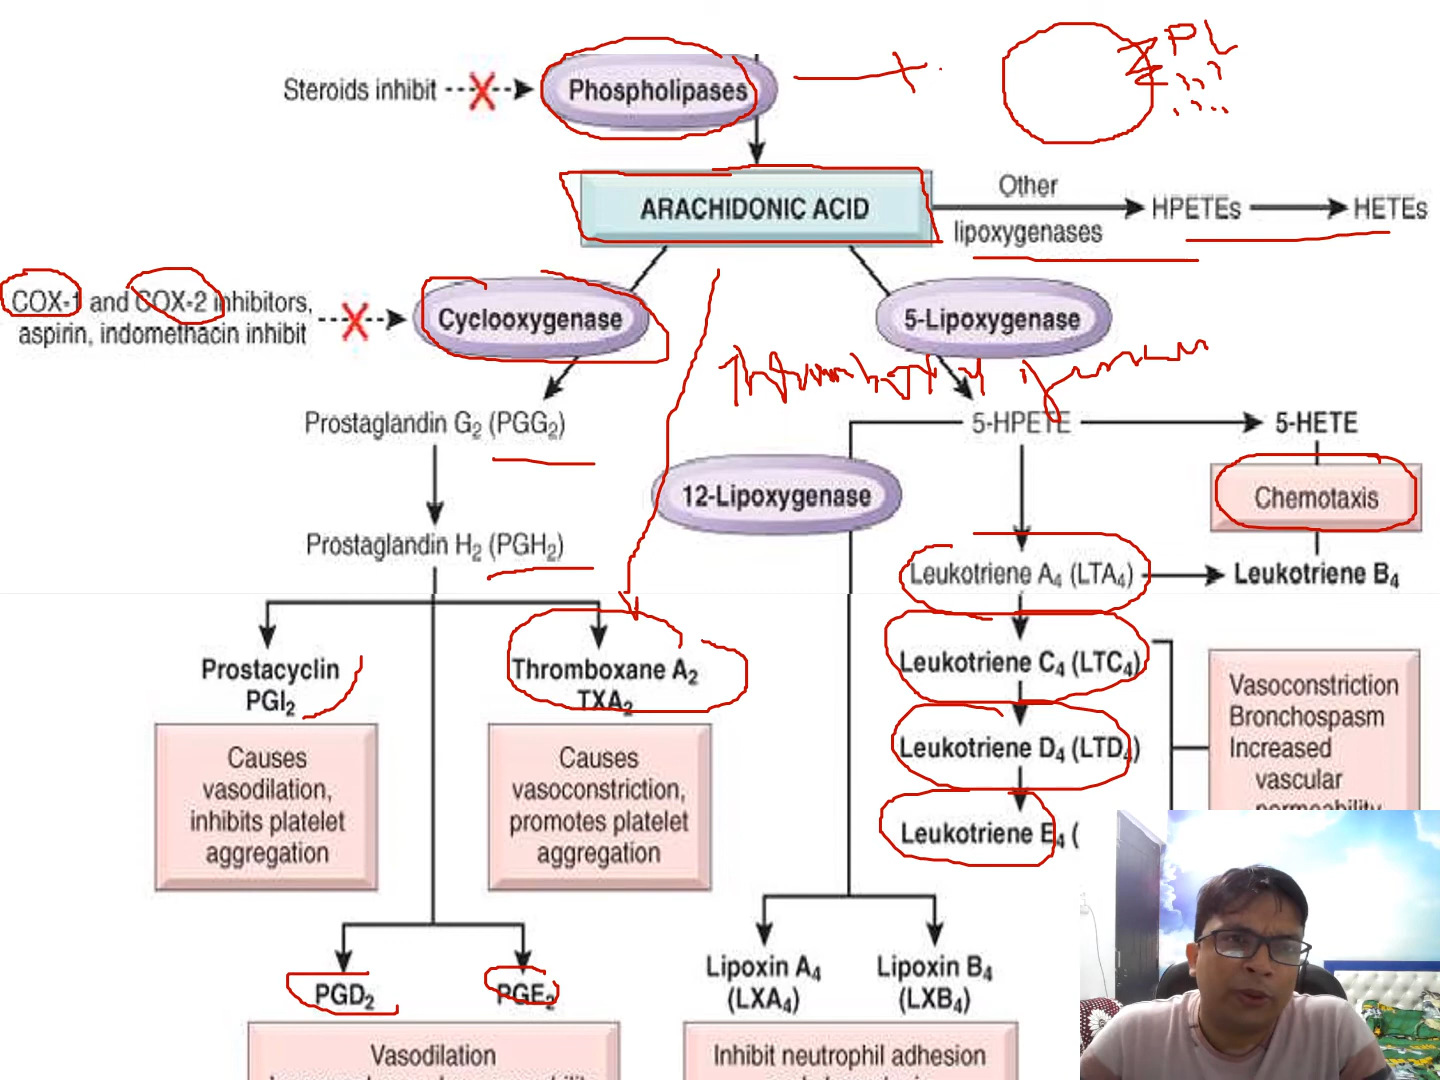 PL
Steroids inhibit
Phospholipases
ARACHIDONIC ACID
Other
lipoxygenases
HPETEs
HETEs
COX-1 and COX-2 inhibitors,
aspirin, indomethacin inhibit
Cyclooxygenase
5-Lipoxygenase
Prostaglandin G₂ (PGG₂)
5-HPETE
5-HETE
12-Lipoxygenase
Chemotaxis
Prostaglandin H₂ (PGH₂)
Leukotriene A₄ (LTA₄)
Leukotriene B₄
Prostacyclin
PGI₂
Thromboxane A₂
TXA₂
Leukotriene C₄ (LTC₄)
Leukotriene D₄ (LTD₄)
Leukotriene E₄ (
Vasoconstriction
Bronchospasm
Increased
vascular
permeability
Causes
vasodilation,
inhibits platelet
aggregation
Causes
vasoconstriction,
promotes platelet
aggregation
PGD₂
PGE₂
Lipoxin A₄
(LXA₄)
Lipoxin B₄
(LXB₄)
Vasodilation
Inhibit neutrophil adhesion